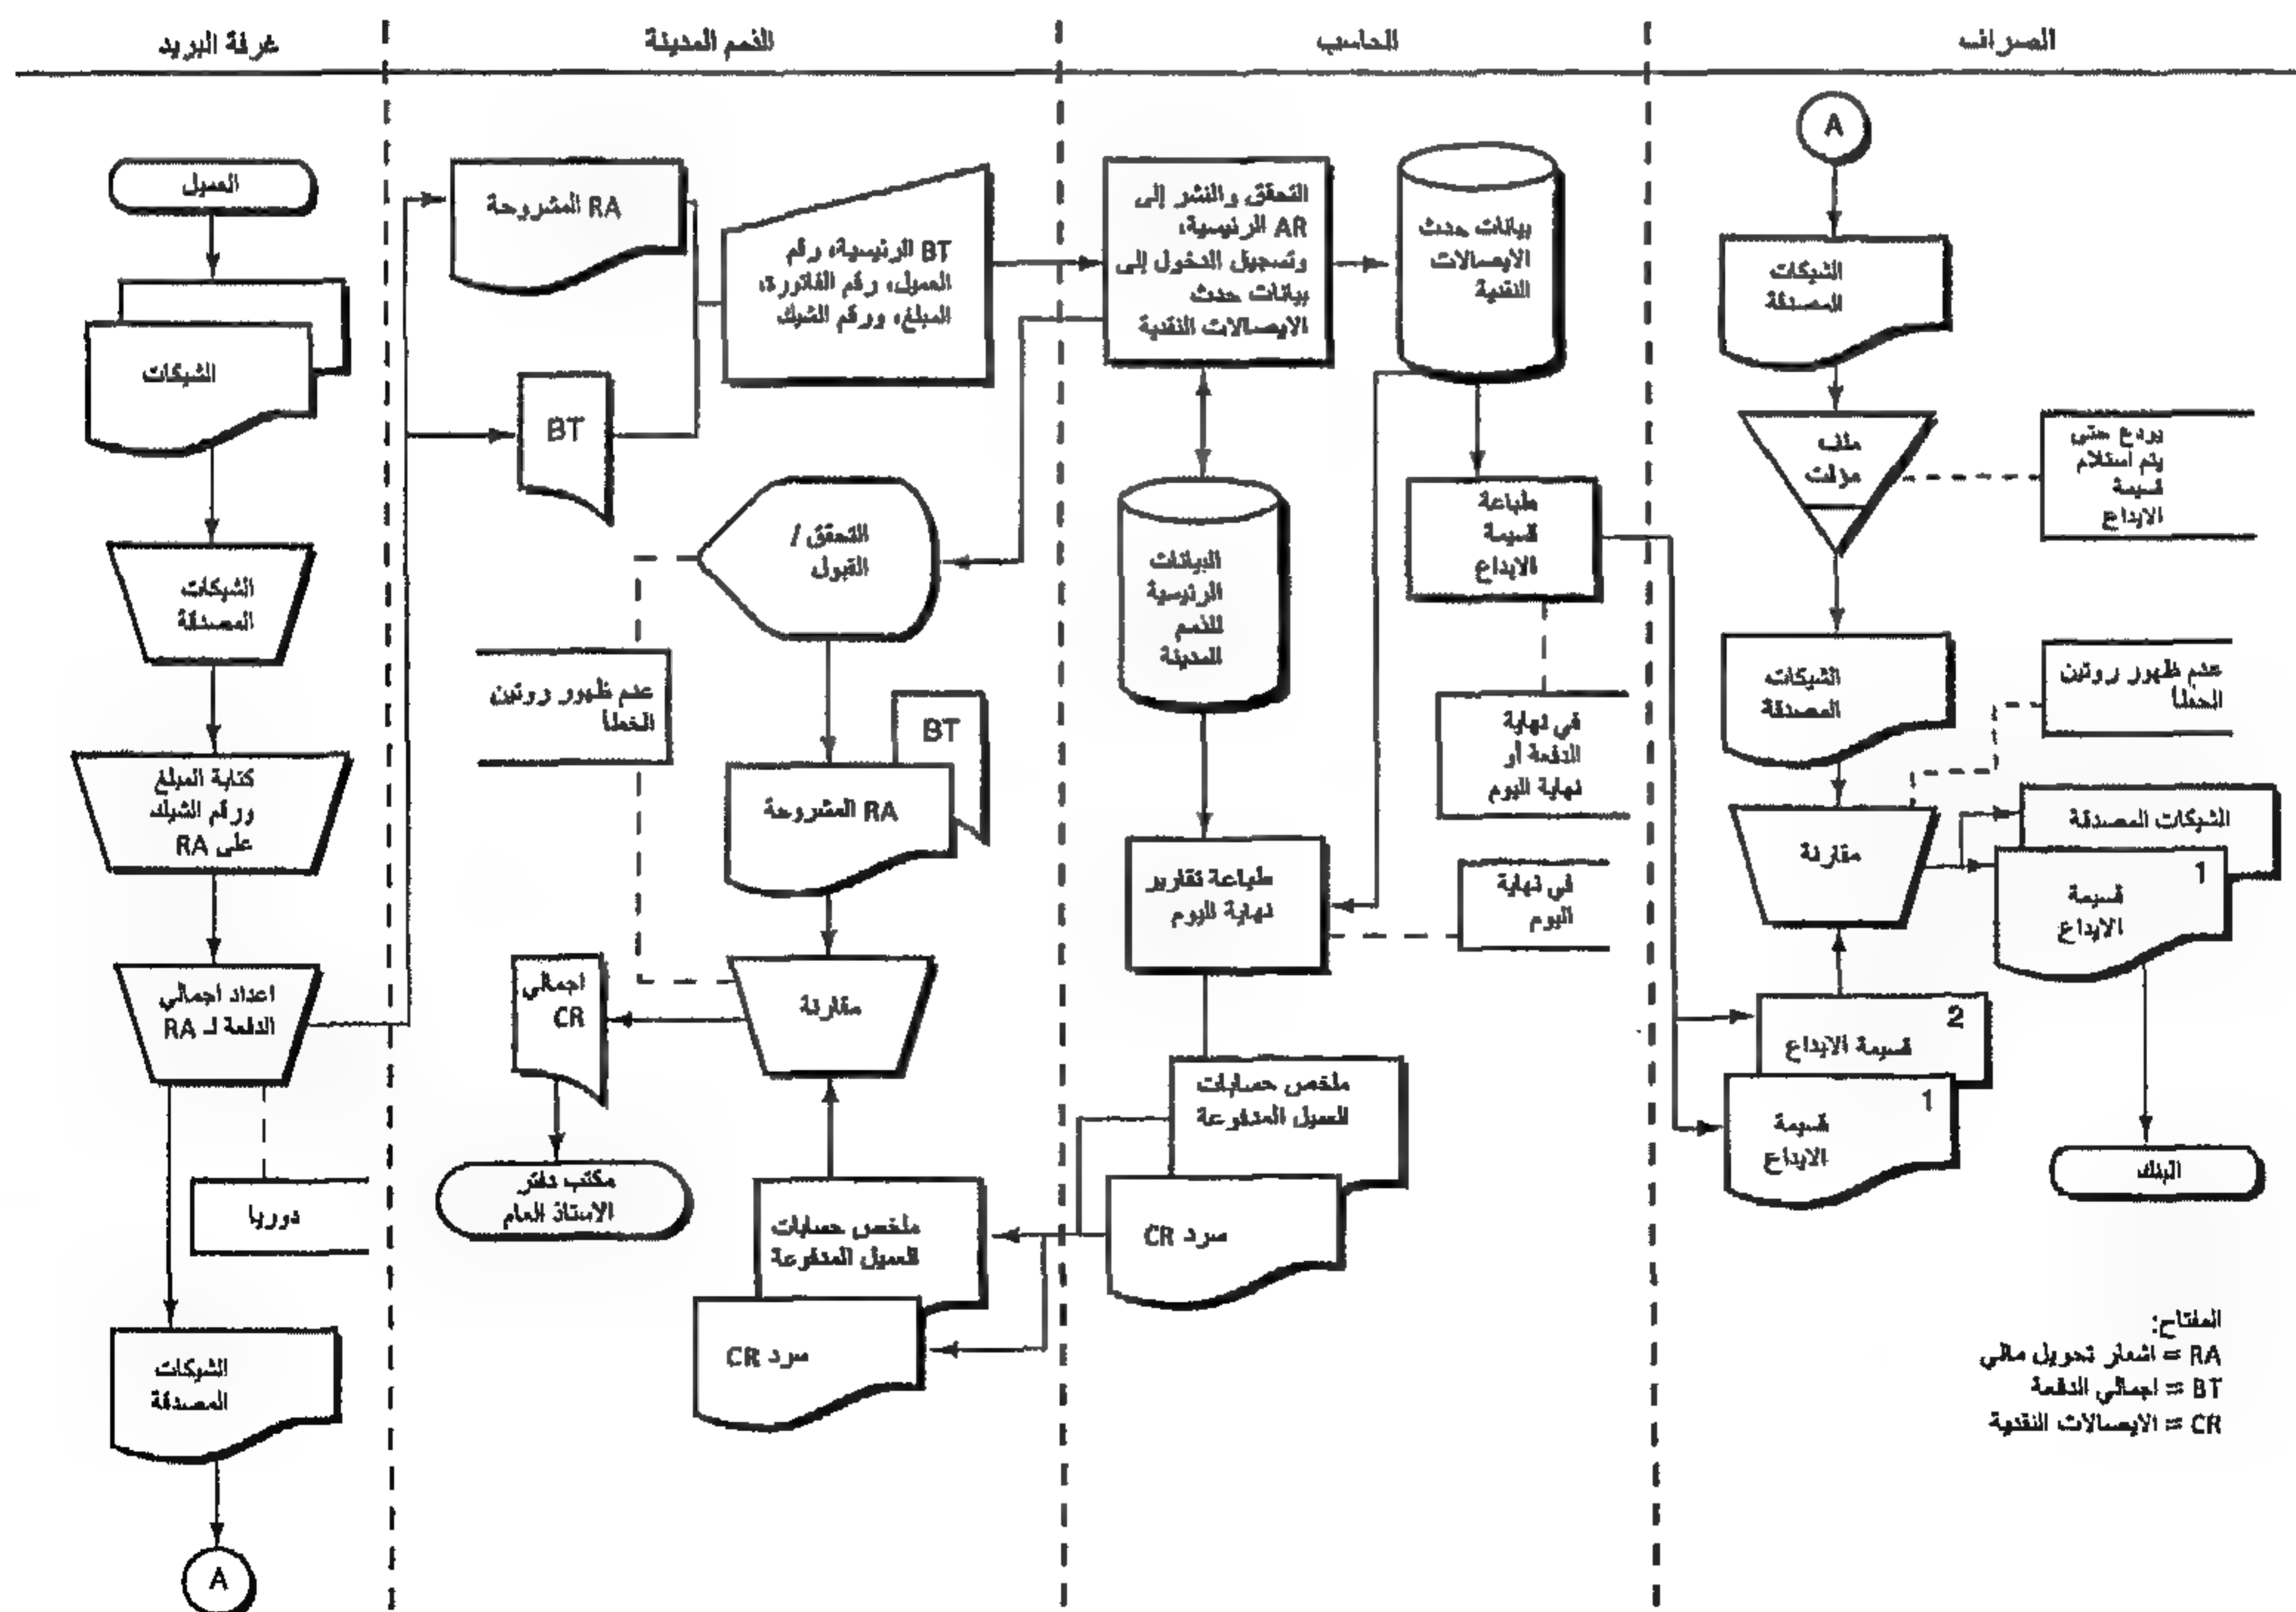 غرفة البريد
الذمم المدينة
الحاسب
الصراف
العميل
الشيكات
الشيكات
المصدقة
كتابة المبلغ
ورقم الشيك
على RA
اعداد اجمالي
الدفعة لـ RA
دوريا
الشيكات
المصدقة
A
RA المشروحة
BT
BT الرئيسية، رقم
العميل، رقم الفاتورة،
المبلغ، ورقم الشيك
التحقق /
القبول
عدم ظهور روتين
الخطأ
BT
RA المشروحة
مقارنة
اجمالي
CR
مكتب دفتر
الاستاذ العام
ملخص حسابات
العميل المدفوعة
سرد CR
التحقق والنشر إلى
AR الرئيسية،
وتسجيل الدخول إلى
بيانات حدث
الايصالات النقدية
بيانات حدث
الايصالات
النقدية
البيانات
الرئيسية
للذمم
المدينة
طباعة
قسيمة
الايداع
في نهاية
الدفعة أو
نهاية اليوم
طباعة تقارير
نهاية اليوم
في نهاية
اليوم
ملخص حسابات
العميل المدفوعة
سرد CR
A
الشيكات
المصدقة
ملف
مؤقت
يودع حتى
يتم استلام
قسيمة
الايداع
الشيكات
المصدقة
عدم ظهور روتين
الخطأ
مقارنة
الشيكات المصدقة
1
قسيمة
الايداع
2
قسيمة الايداع
1
قسيمة
الايداع
البنك
المفتاح:
RA = اشعار تحويل مالي
BT = اجمالي الدفعة
CR = الايصالات النقدية